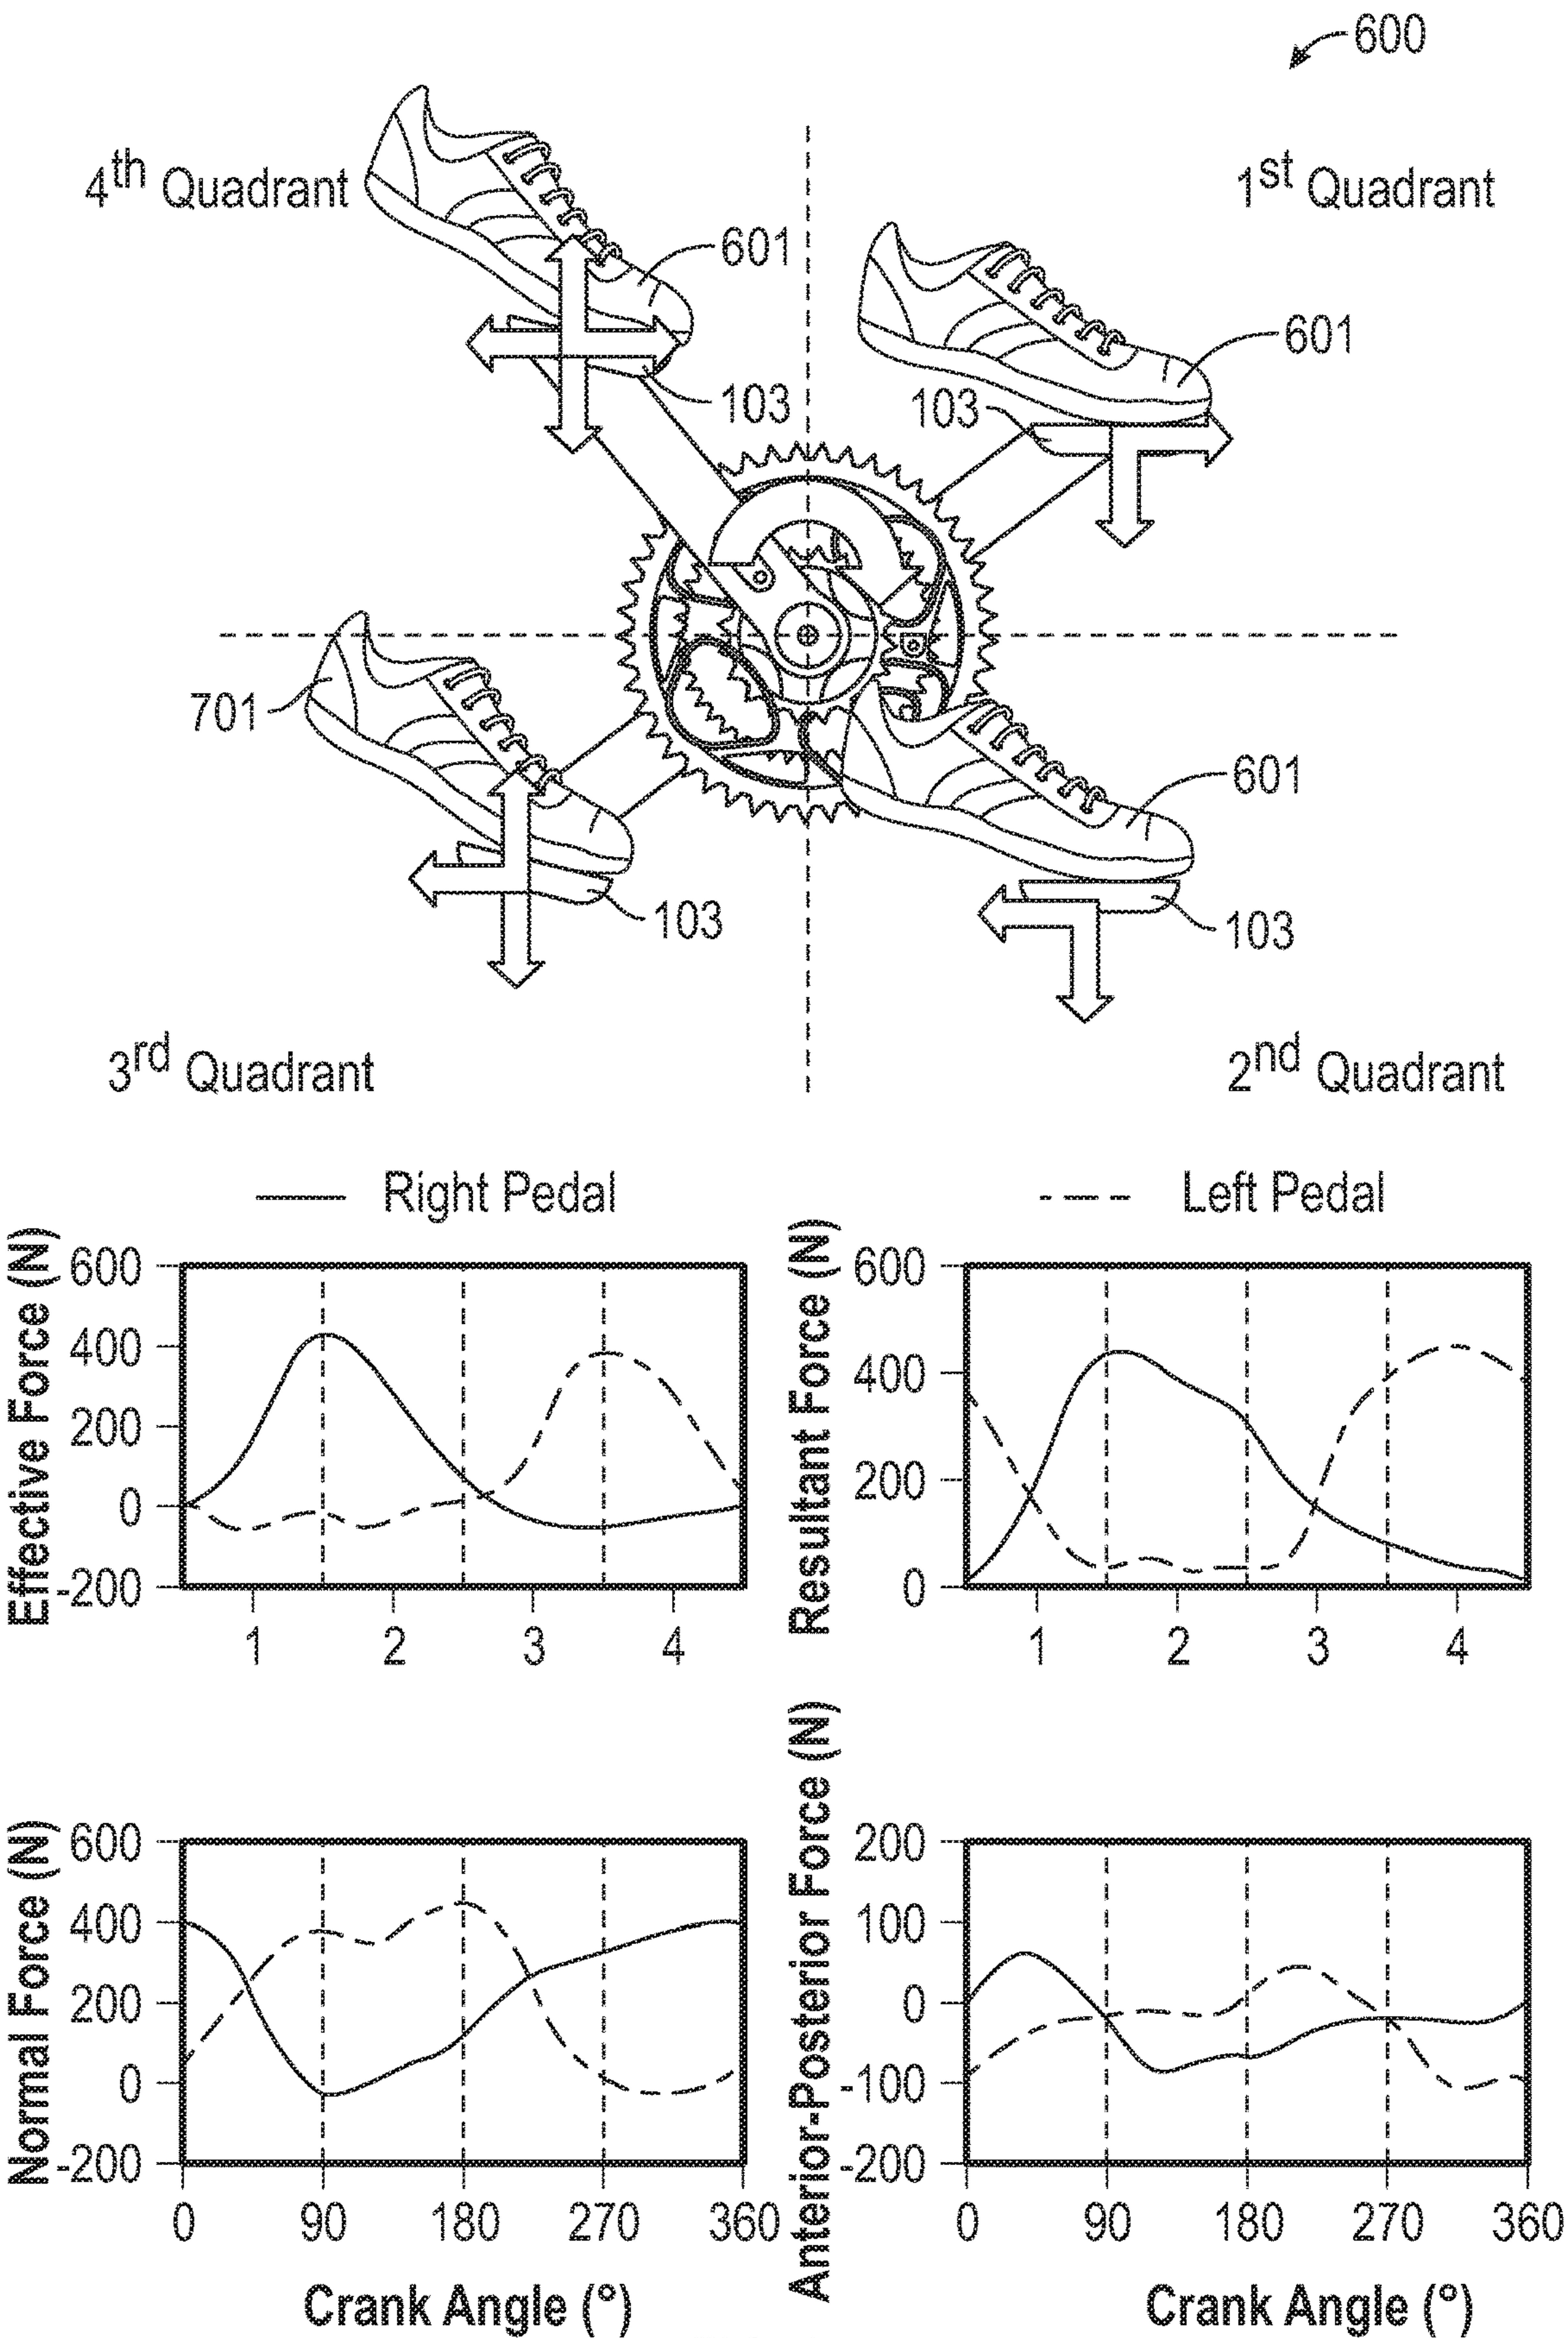 600
4th Quadrant
1st Quadrant
601
601
103
103
701
601
103
103
3rd Quadrant
2nd Quadrant
Right Pedal
Left Pedal
Effective Force (N)
600
400
200
0
-200
1 2 3 4
Resultant Force (N)
600
400
200
0
1 2 3 4
Normal Force (N)
600
400
200
0
-200
0 90 180 270 360
Crank Angle (°)
Anterior-Posterior Force (N)
200
100
0
-100
-200
0 90 180 270 360
Crank Angle (°)